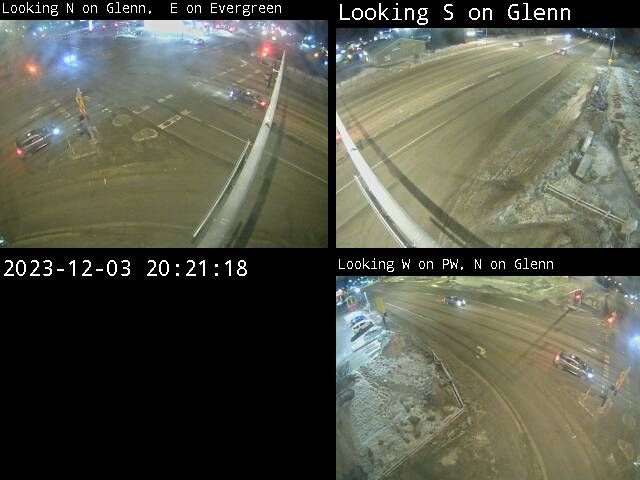 Looking N on Glenn,  E on Evergreen
Looking S on Glenn
2023-12-03 20:21:18
Looking W on PW, N on Glenn